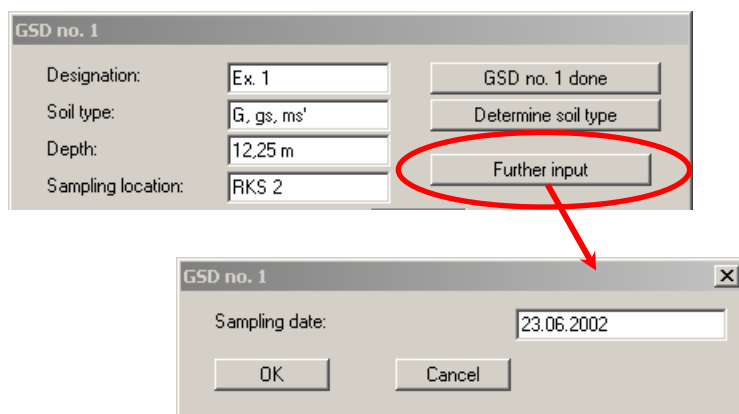 GSD no. 1
Designation: Ex. 1 GSD no. 1 done
Soil type: G, gs, ms' Determine soil type
Depth: 12,25 m
Further input
Sampling location: RKS 2
GSD no. 1
Sampling date: 23.06.2002
OK Cancel